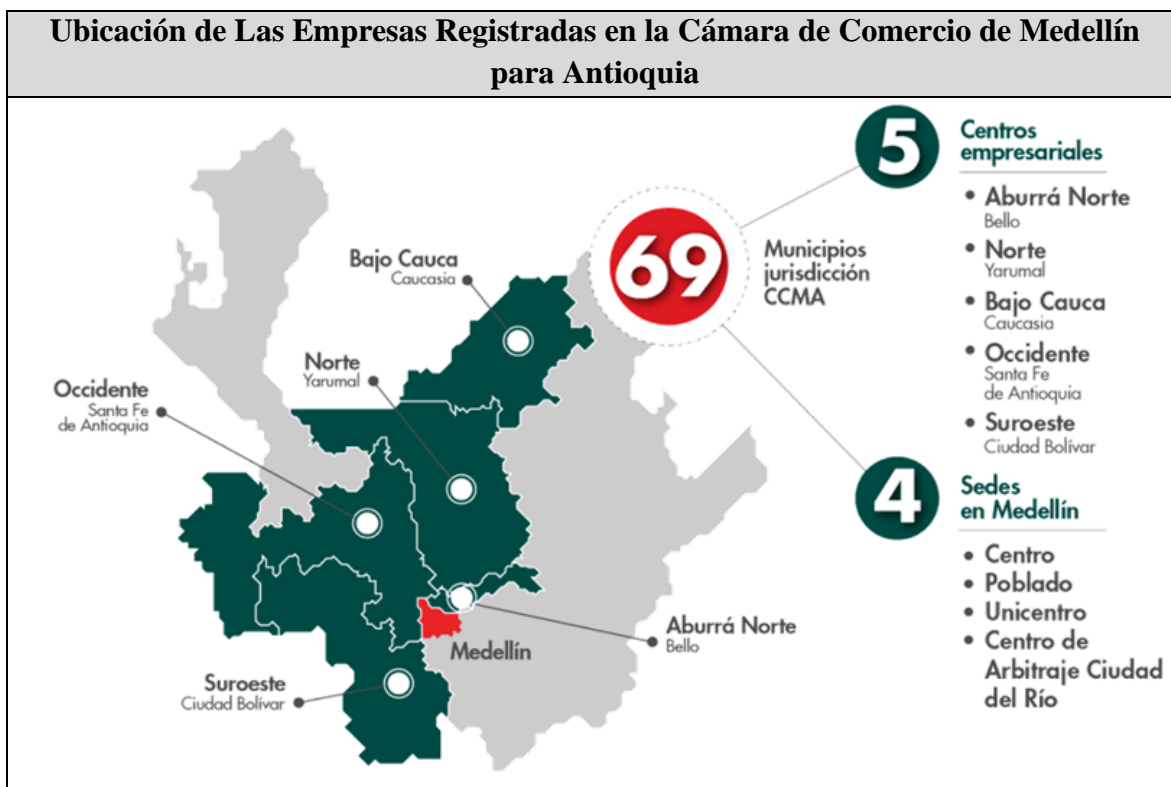 Ubicación de Las Empresas Registradas en la Cámara de Comercio de Medellín
para Antioquia
Bajo Cauca
Caucasia
Norte
Yarumal
Occidente
Santa Fe
de Antioquia
Suroeste
Ciudad Bolívar
Medellín
Aburrá Norte
Bello
69
Municipios
jurisdicción
CCMA
5
Centros
empresariales
• Aburrá Norte
Bello
• Norte
Yarumal
• Bajo Cauca
Caucasia
• Occidente
Santa Fe
de Antioquia
• Suroeste
Ciudad Bolívar
4
Sedes
en Medellín
• Centro
• Poblado
• Unicentro
• Centro de
Arbitraje Ciudad
del Río